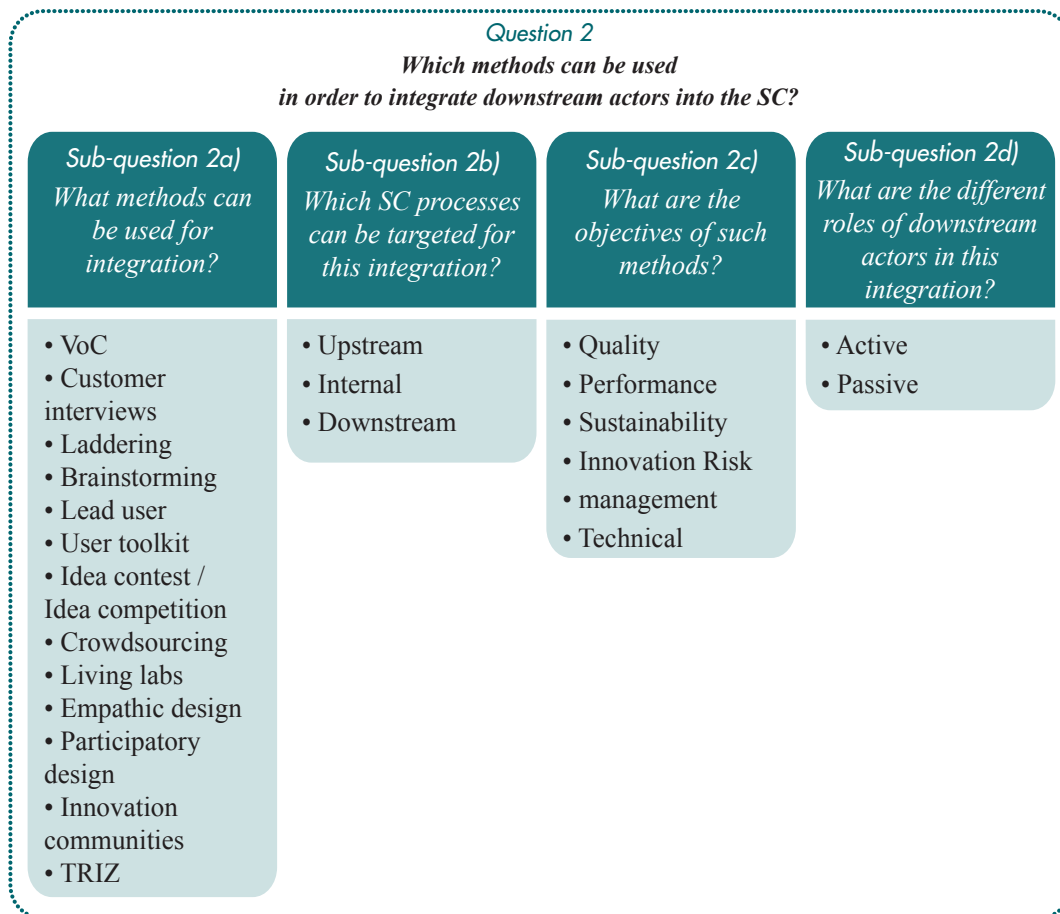 Question 2
Which methods can be used
in order to integrate downstream actors into the SC?
Sub-question 2a)
What methods can
be used for
integration?
• VoC
• Customer
interviews
• Laddering
• Brainstorming
• Lead user
• User toolkit
• Idea contest /
Idea competition
• Crowdsourcing
• Living labs
• Empathic design
• Participatory
design
• Innovation
communities
• TRIZ
Sub-question 2b)
Which SC processes
can be targeted for
this integration?
• Upstream
• Internal
• Downstream
Sub-question 2c)
What are the
objectives of such
methods?
• Quality
• Performance
• Sustainability
• Innovation Risk
• management
• Technical
Sub-question 2d)
What are the different
roles of downstream
actors in this
integration?
• Active
• Passive